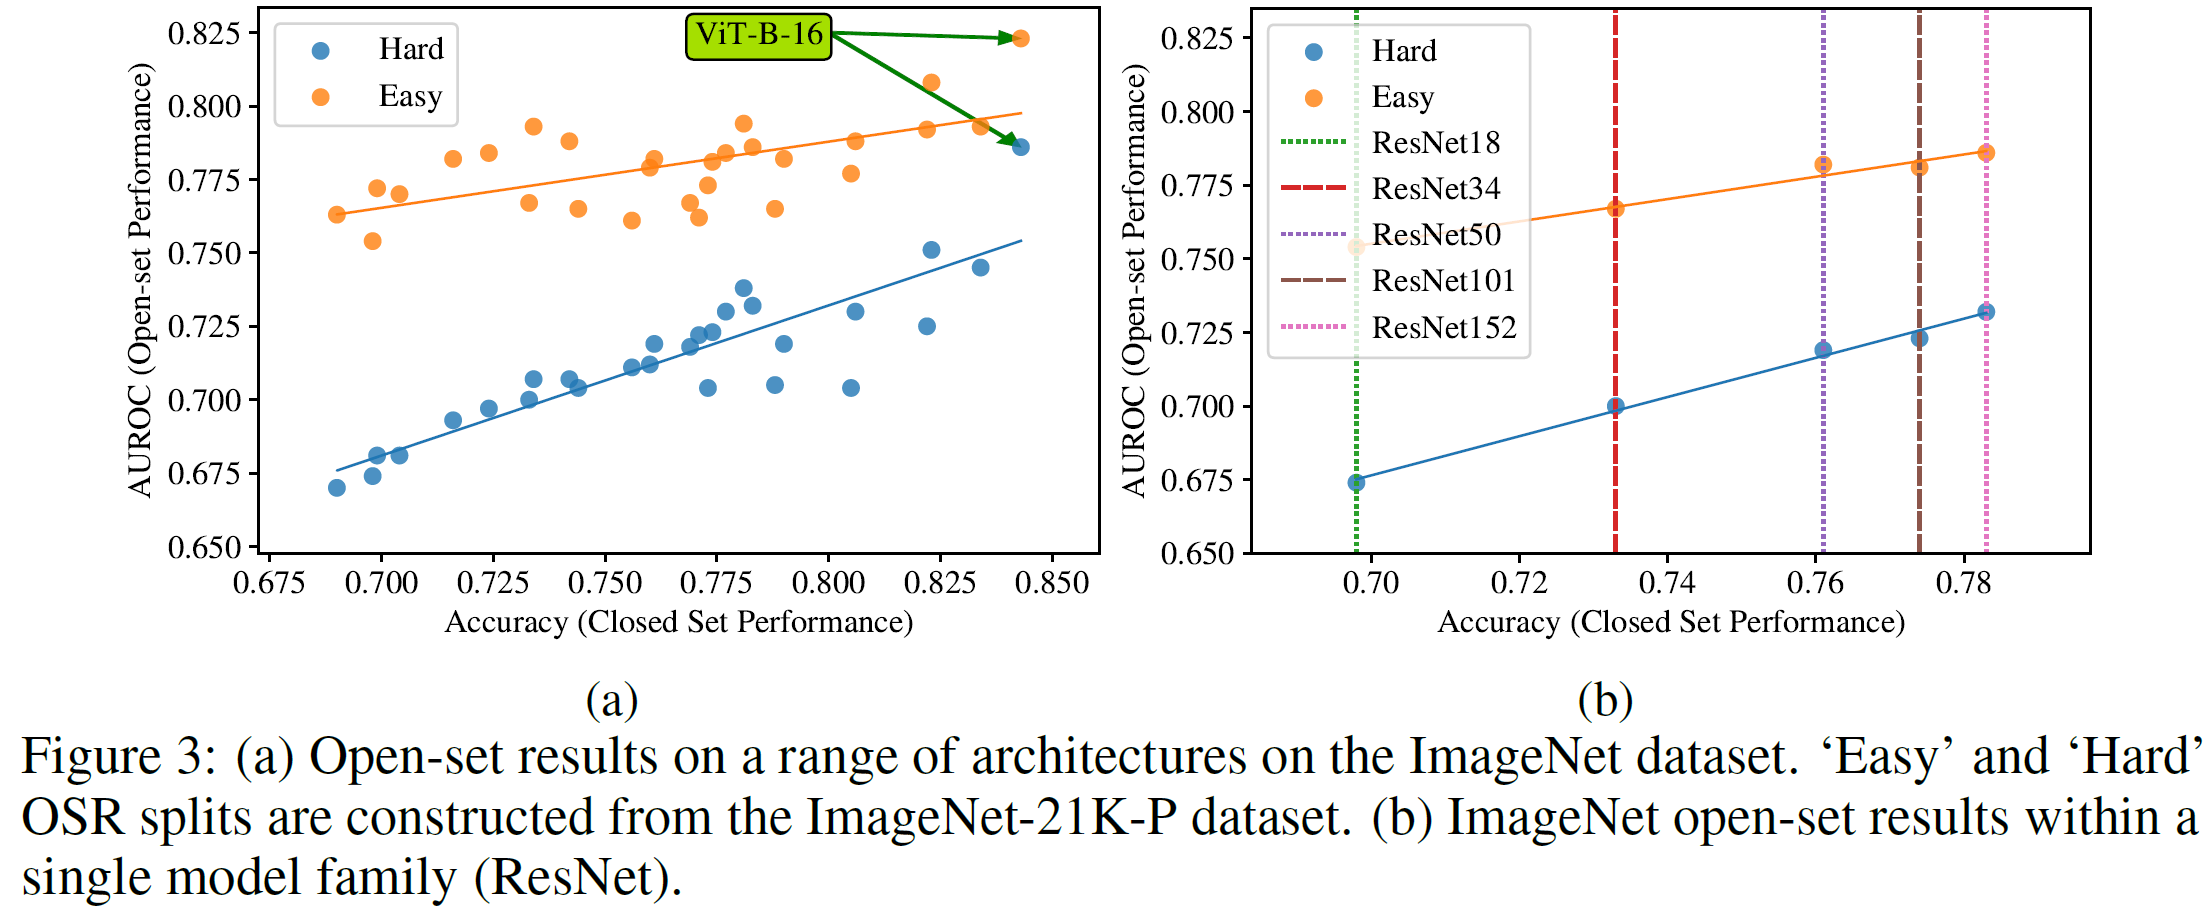 0.825
0.800
0.775
0.750
0.725
0.700
0.675
0.650
AUROC (Open-set Performance)
Hard
Easy
ViT-B-16
0.675 0.700 0.725 0.750 0.775 0.800 0.825 0.850
Accuracy (Closed Set Performance)
(a)
0.825
0.800
0.775
0.750
0.725
0.700
0.675
0.650
AUROC (Open-set Performance)
Hard
Easy
ResNet18
ResNet34
ResNet50
ResNet101
ResNet152
0.70 0.72 0.74 0.76 0.78
Accuracy (Closed Set Performance)
(b)
Figure 3: (a) Open-set results on a range of architectures on the ImageNet dataset. ‘Easy’ and ‘Hard’
OSR splits are constructed from the ImageNet-21K-P dataset. (b) ImageNet open-set results within a
single model family (ResNet).